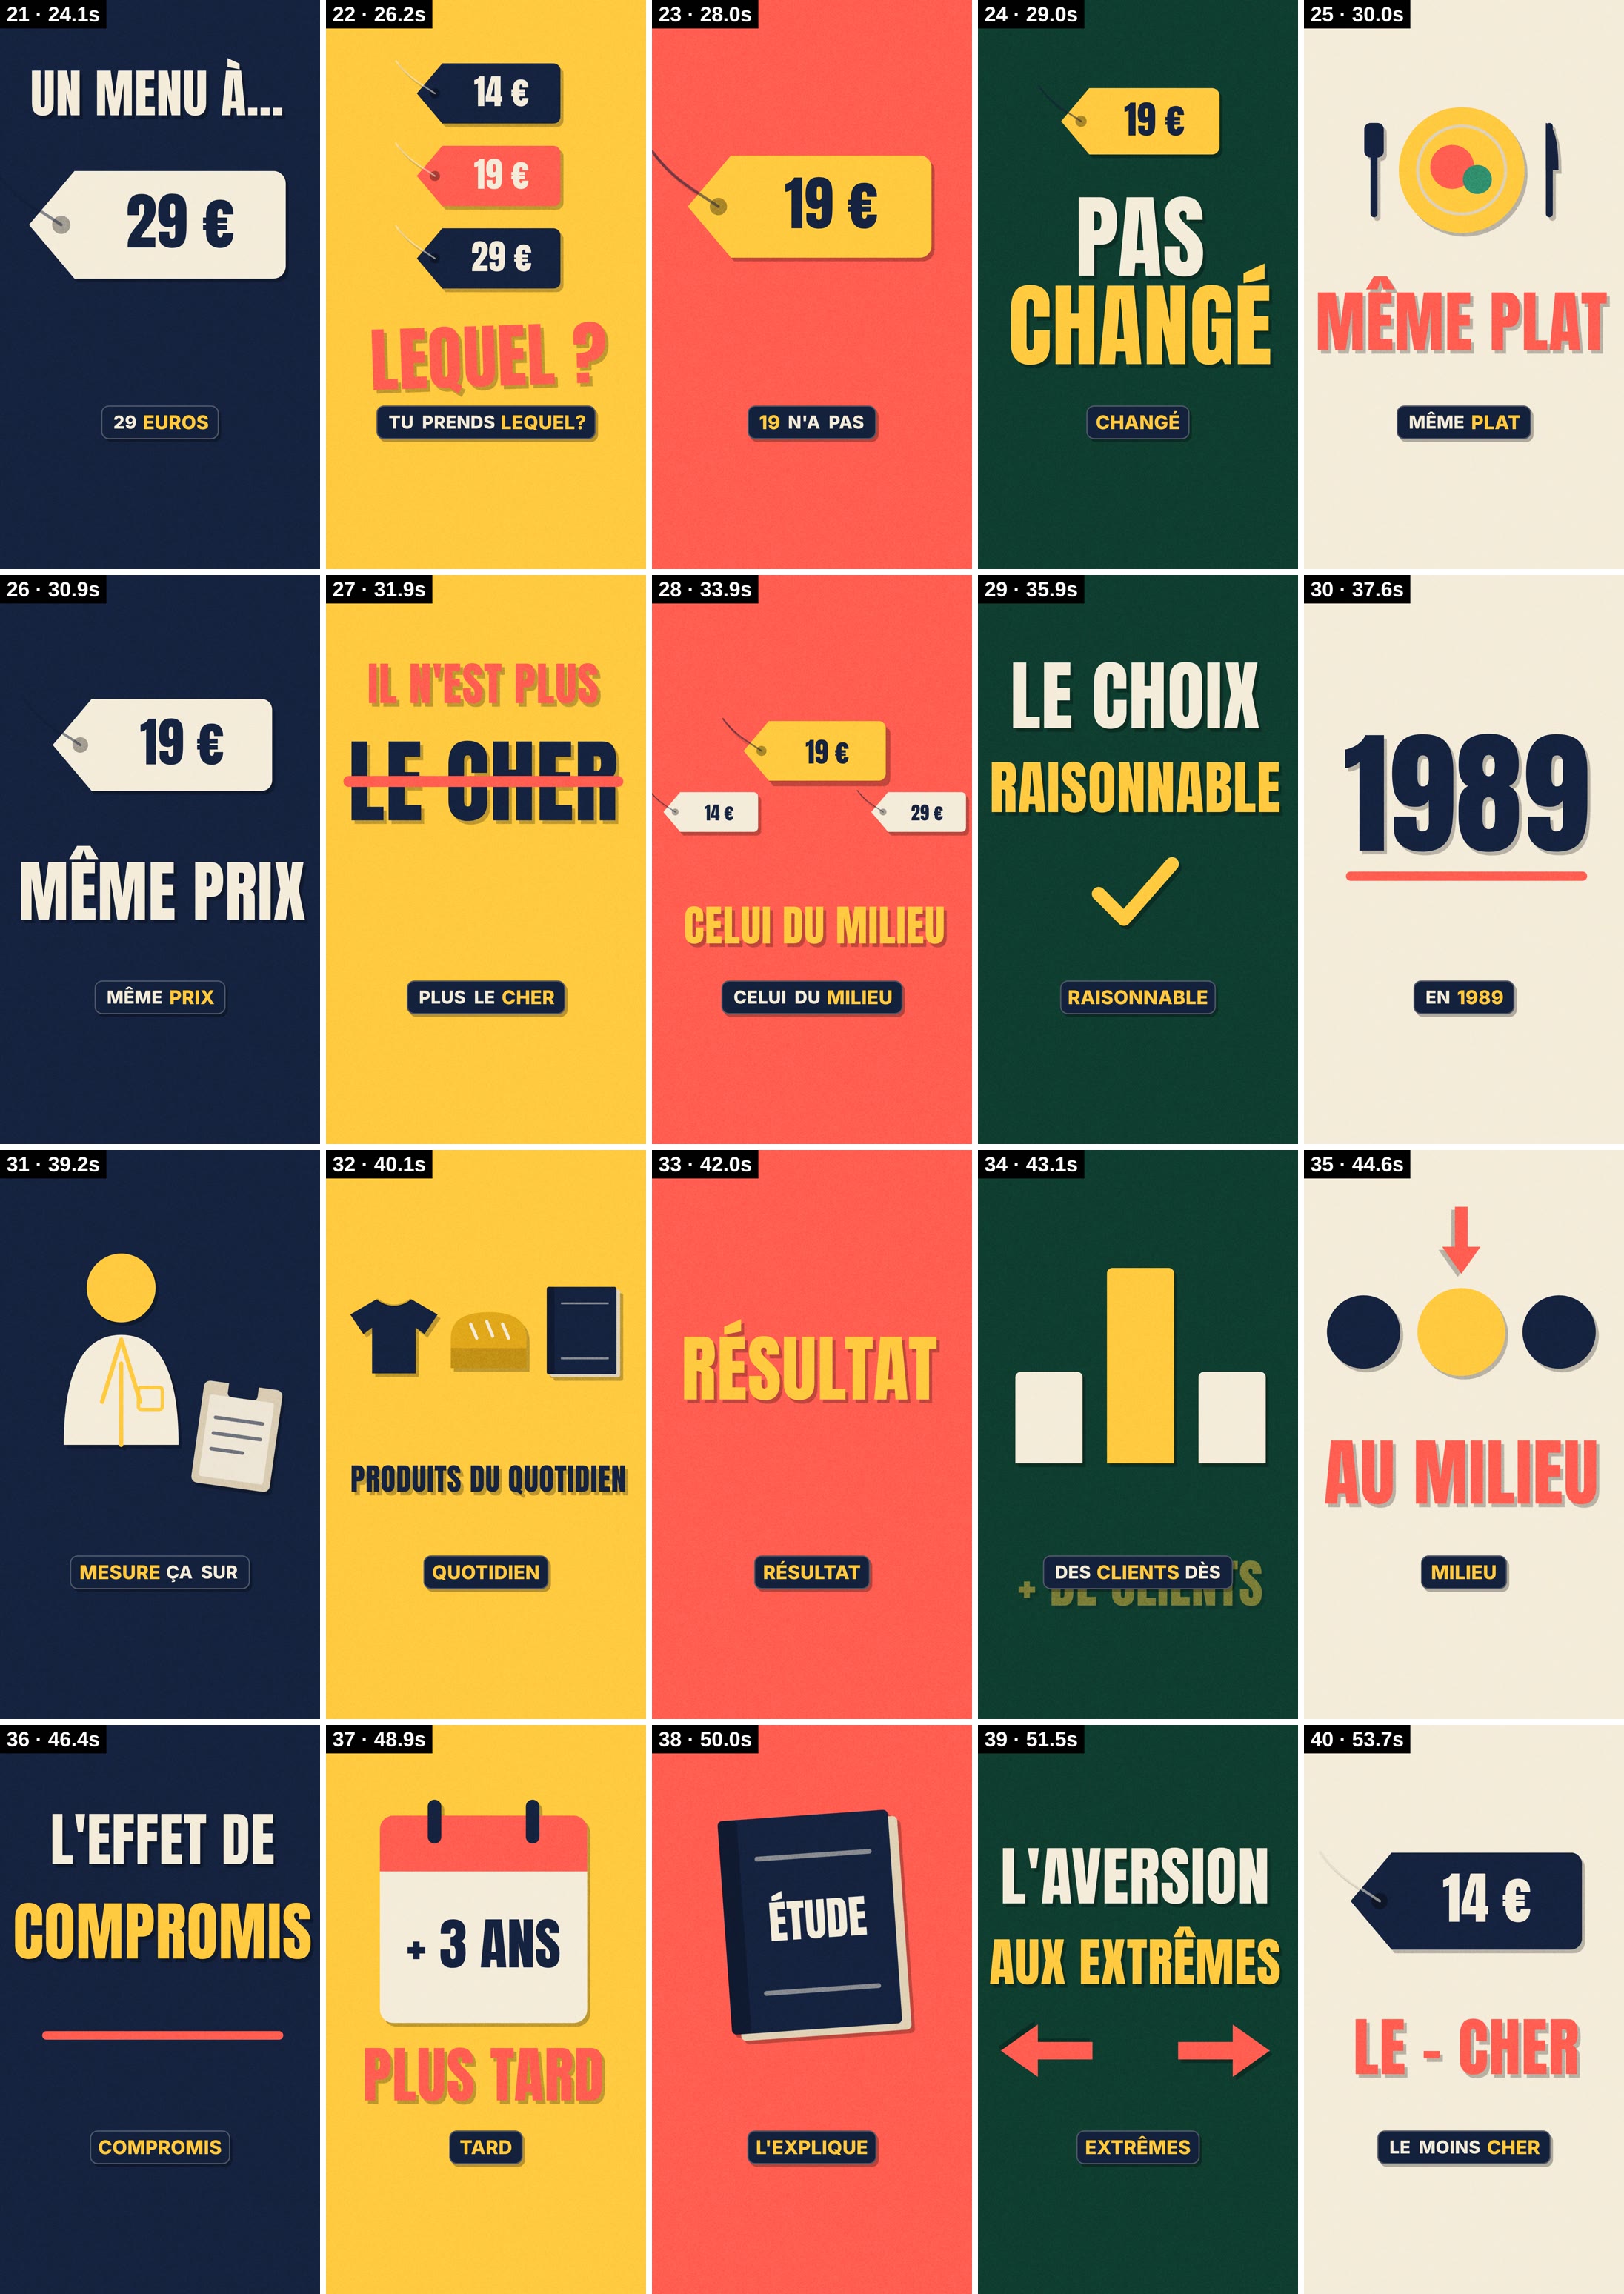 21 · 24.1s
UN MENU À...
29 €
29 EUROS
22 · 26.2s
14 €
19 €
29 €
LEQUEL ?
TU PRENDS LEQUEL?
23 · 28.0s
19 €
19 N'A PAS
24 · 29.0s
19 €
PAS
CHANGÉ
CHANGÉ
25 · 30.0s
MÊME PLAT
MÊME PLAT
26 · 30.9s
19 €
MÊME PRIX
MÊME PRIX
27 · 31.9s
IL N'EST PLUS
LE CHER
PLUS LE CHER
28 · 33.9s
19 €
14 €
29 €
CELUI DU MILIEU
CELUI DU MILIEU
29 · 35.9s
LE CHOIX
RAISONNABLE
RAISONNABLE
30 · 37.6s
1989
EN 1989
31 · 39.2s
MESURE ÇA SUR
32 · 40.1s
PRODUITS DU QUOTIDIEN
QUOTIDIEN
33 · 42.0s
RÉSULTAT
RÉSULTAT
34 · 43.1s
DES CLIENTS DÈS
+ DE CLIENTS
35 · 44.6s
AU MILIEU
MILIEU
36 · 46.4s
L'EFFET DE
COMPROMIS
COMPROMIS
37 · 48.9s
+ 3 ANS
PLUS TARD
TARD
38 · 50.0s
ÉTUDE
L'EXPLIQUE
39 · 51.5s
L'AVERSION
AUX EXTRÊMES
EXTRÊMES
40 · 53.7s
14 €
LE - CHER
LE MOINS CHER